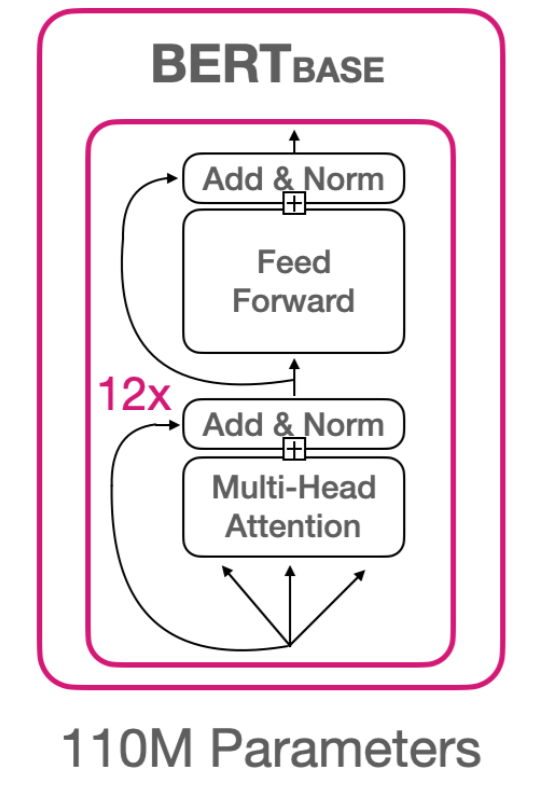 BERTBASE
Add & Norm
Feed
Forward
12x
Add & Norm
Multi-Head
Attention
110M Parameters